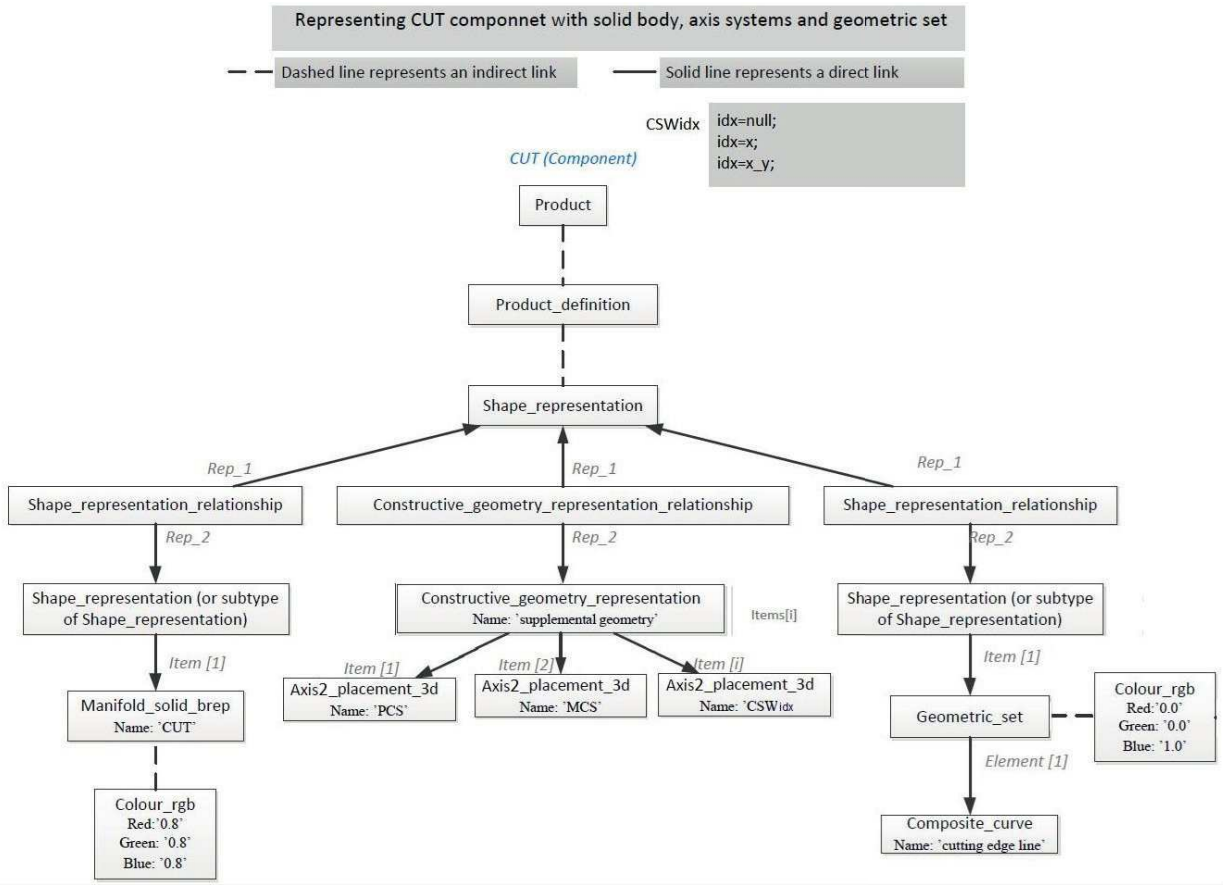 Representing CUT componnet with solid body, axis systems and geometric set
Dashed line represents an indirect link
Solid line represents a direct link
CSWidx
idx=null;
idx=x;
idx=x_y;
CUT (Component)
Product
Product_definition
Shape_representation
Rep_1
Rep_1
Rep_1
Shape_representation_relationship
Constructive_geometry_representation_relationship
Shape_representation_relationship
Rep_2
Rep_2
Rep_2
Shape_representation (or subtype
of Shape_representation)
Constructive_geometry_representation
Name: 'supplemental geometry'
Items[i]
Shape_representation (or subtype
of Shape_representation)
Item [1]
Item [1]
Item [2]
Item [i]
Item [1]
Manifold_solid_brep
Name: 'CUT'
Axis2_placement_3d
Name: 'PCS'
Axis2_placement_3d
Name: 'MCS'
Axis2_placement_3d
Name: 'CSWidx
Geometric_set
Colour_rgb
Red:'0.0'
Green: '0.0'
Blue: '1.0'
Element [1]
Colour_rgb
Red:'0.8'
Green: '0.8'
Blue: '0.8'
Composite_curve
Name: 'cutting edge line'